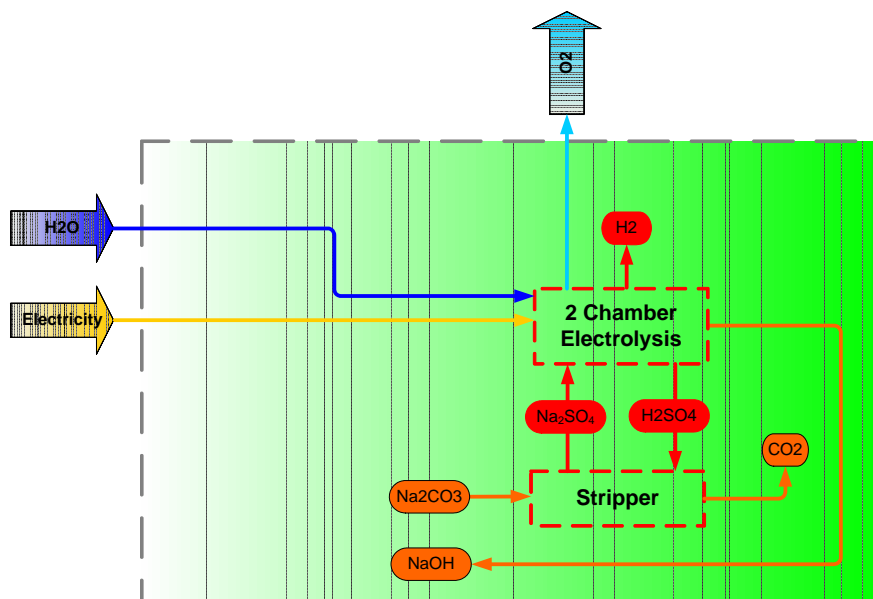 O2
H2O
H2
Electricity
2 Chamber
Electrolysis
Na₂SO₄
H2SO4
CO2
Na2CO3
Stripper
NaOH